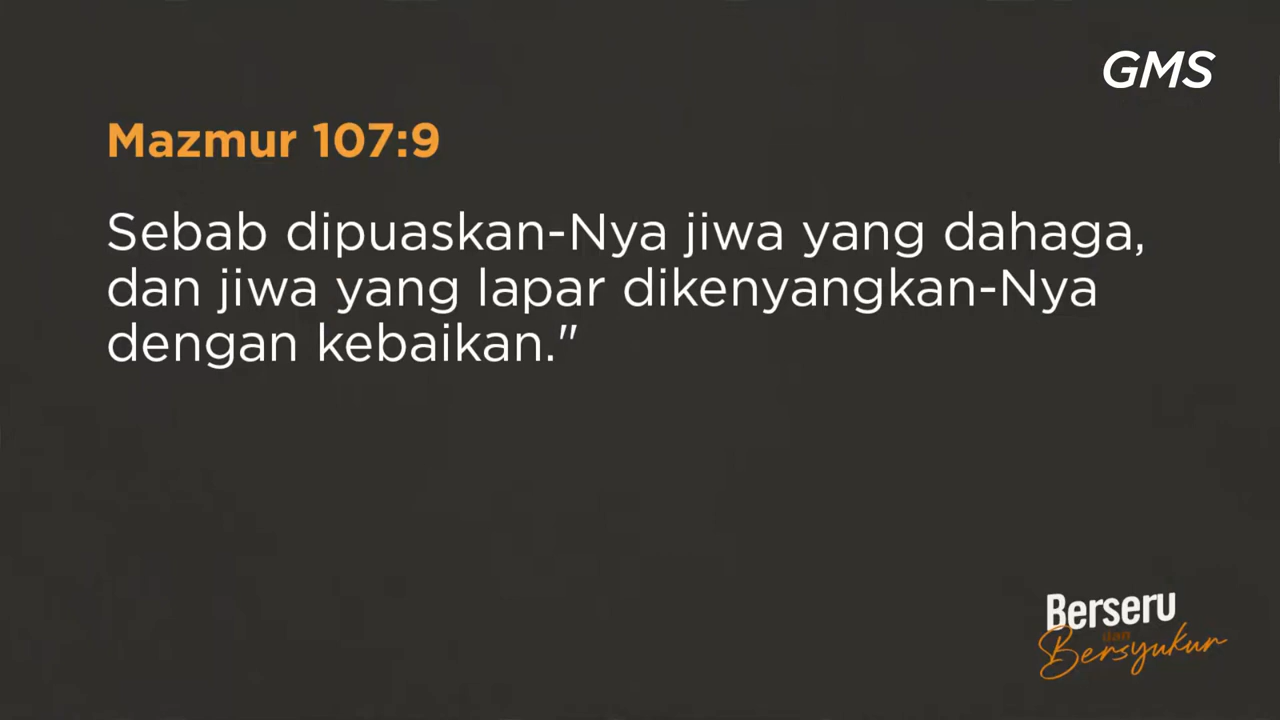 GMS
Mazmur 107:9
Sebab dipuaskan-Nya jiwa yang dahaga,
dan jiwa yang lapar dikenyangkan-Nya
dengan kebaikan."
Berseru
dan
Bersyukur